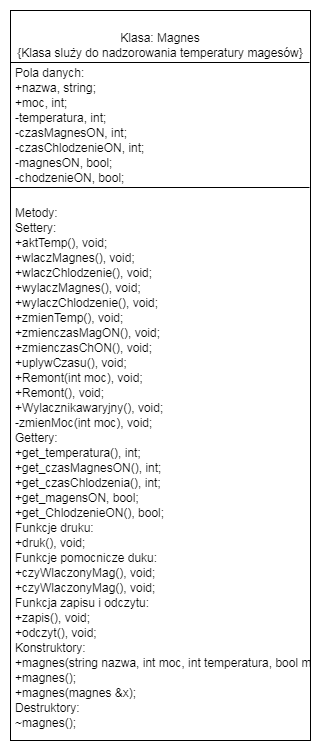 Klasa: Magnes
{Klasa sluży do nadzorowania temperatury magesów}
Pola danych:
+nazwa, string;
+moc, int;
-temperatura, int;
-czasMagnesON, int;
-czasChlodzenieON, int;
-magnesON, bool;
-chodzenieON, bool;
Metody:
Settery:
+aktTemp(), void;
+wlaczMagnes(), void;
+wlaczChlodzenie(), void;
+wylaczMagnes(), void;
+wylaczChlodzenie(), void;
+zmienTemp(), void;
+zmienczasMagON(), void;
+zmienczasChON(), void;
+uplywCzasu(), void;
+Remont(int moc), void;
+Remont(), void;
+Wylacznikawaryjny(), void;
-zmienMoc(int moc), void;
Gettery:
+get_temperatura(), int;
+get_czasMagnesON(), int;
+get_czasChlodzenia(), int;
+get_magensON, bool;
+get_ChlodzenieON(), bool;
Funkcje druku:
+druk(), void;
Funkcje pomocnicze duku:
+czyWlaczonyMag(), void;
+czyWlaczonyMag(), void;
Funkcja zapisu i odczytu:
+zapis(), void;
+odczyt(), void;
Konstruktory:
+magnes(string nazwa, int moc, int temperatura, bool m
+magnes();
+magnes(magnes &x);
Destruktory:
~magnes();